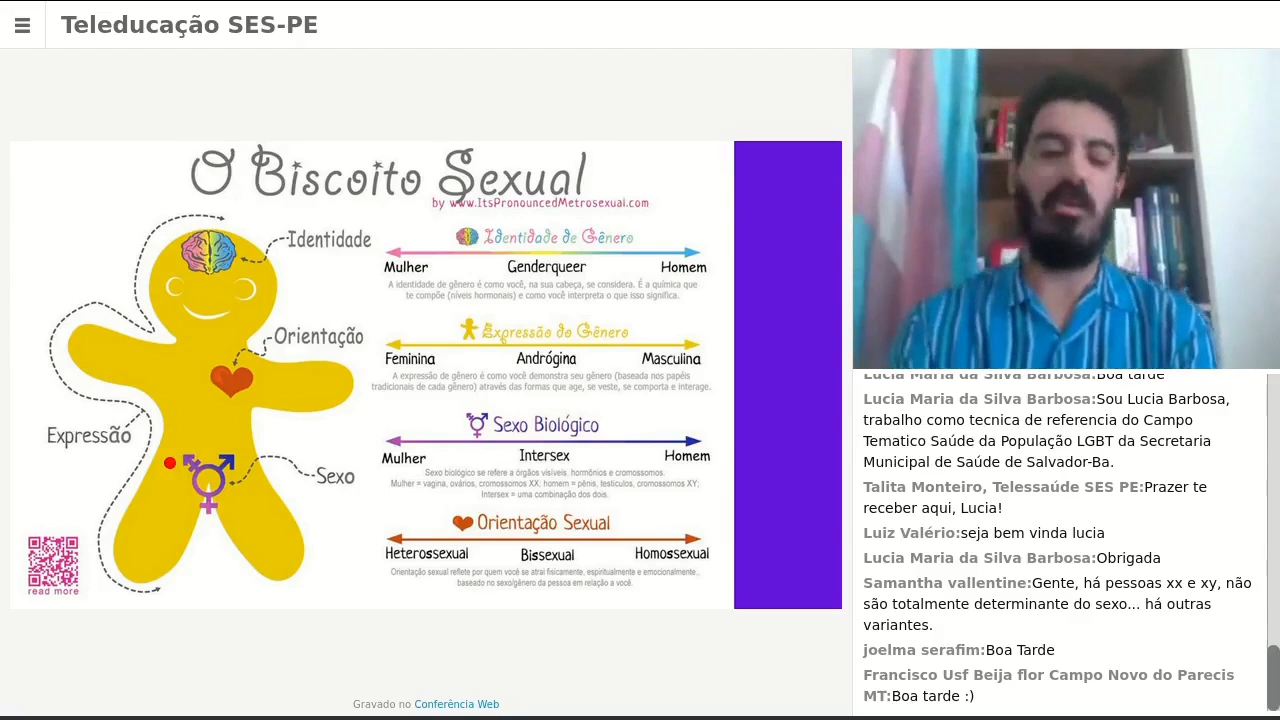 Teleducação SES-PE
O Biscoito Sexual
by www.ItsPronouncedMetrosexual.com
Identidade
Orientação
Expressão
Sexo
read more
Identidade de Gênero
Mulher Genderqueer Homem
A identidade de gênero é como você, na sua cabeça, se considera. É a química que
te compõe (níveis hormonais) e como você interpreta o que isso significa.
Expressão do Gênero
Feminina Andrógina Masculina
A expressão de gênero é como você demonstra seu gênero (baseada nos papéis
tradicionais de cada gênero) através das formas que age, se veste, se comporta e interage.
Sexo Biológico
Mulher Intersex Homem
Sexo biológico se refere a órgãos visíveis, hormônios e cromossomos.
Mulher = vagina, ovários, cromossomos XX; homem = pênis, testículos, cromossomos XY;
Intersex = uma combinação dos dois.
Orientação Sexual
Heterossexual Bissexual Homossexual
Orientação sexual reflete por quem você se atrai fisicamente, espiritualmente e emocionalmente,
baseado no sexo/gênero da pessoa em relação a você.
Gravado no Conferência Web
Lucia Maria da Silva Barbosa:Boa tarde
Lucia Maria da Silva Barbosa:Sou Lucia Barbosa,
trabalho como tecnica de referencia do Campo
Tematico Saúde da População LGBT da Secretaria
Municipal de Saúde de Salvador-Ba.
Talita Monteiro, Telessaúde SES PE:Prazer te
receber aqui, Lucia!
Luiz Valério:seja bem vinda lucia
Lucia Maria da Silva Barbosa:Obrigada
Samantha vallentine:Gente, há pessoas xx e xy, não
são totalmente determinante do sexo... há outras
variantes.
joelma serafim:Boa Tarde
Francisco Usf Beija flor Campo Novo do Parecis
MT:Boa tarde :)